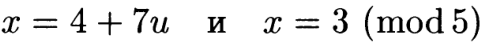 x = 4 + 7u и x = 3 (mod 5)